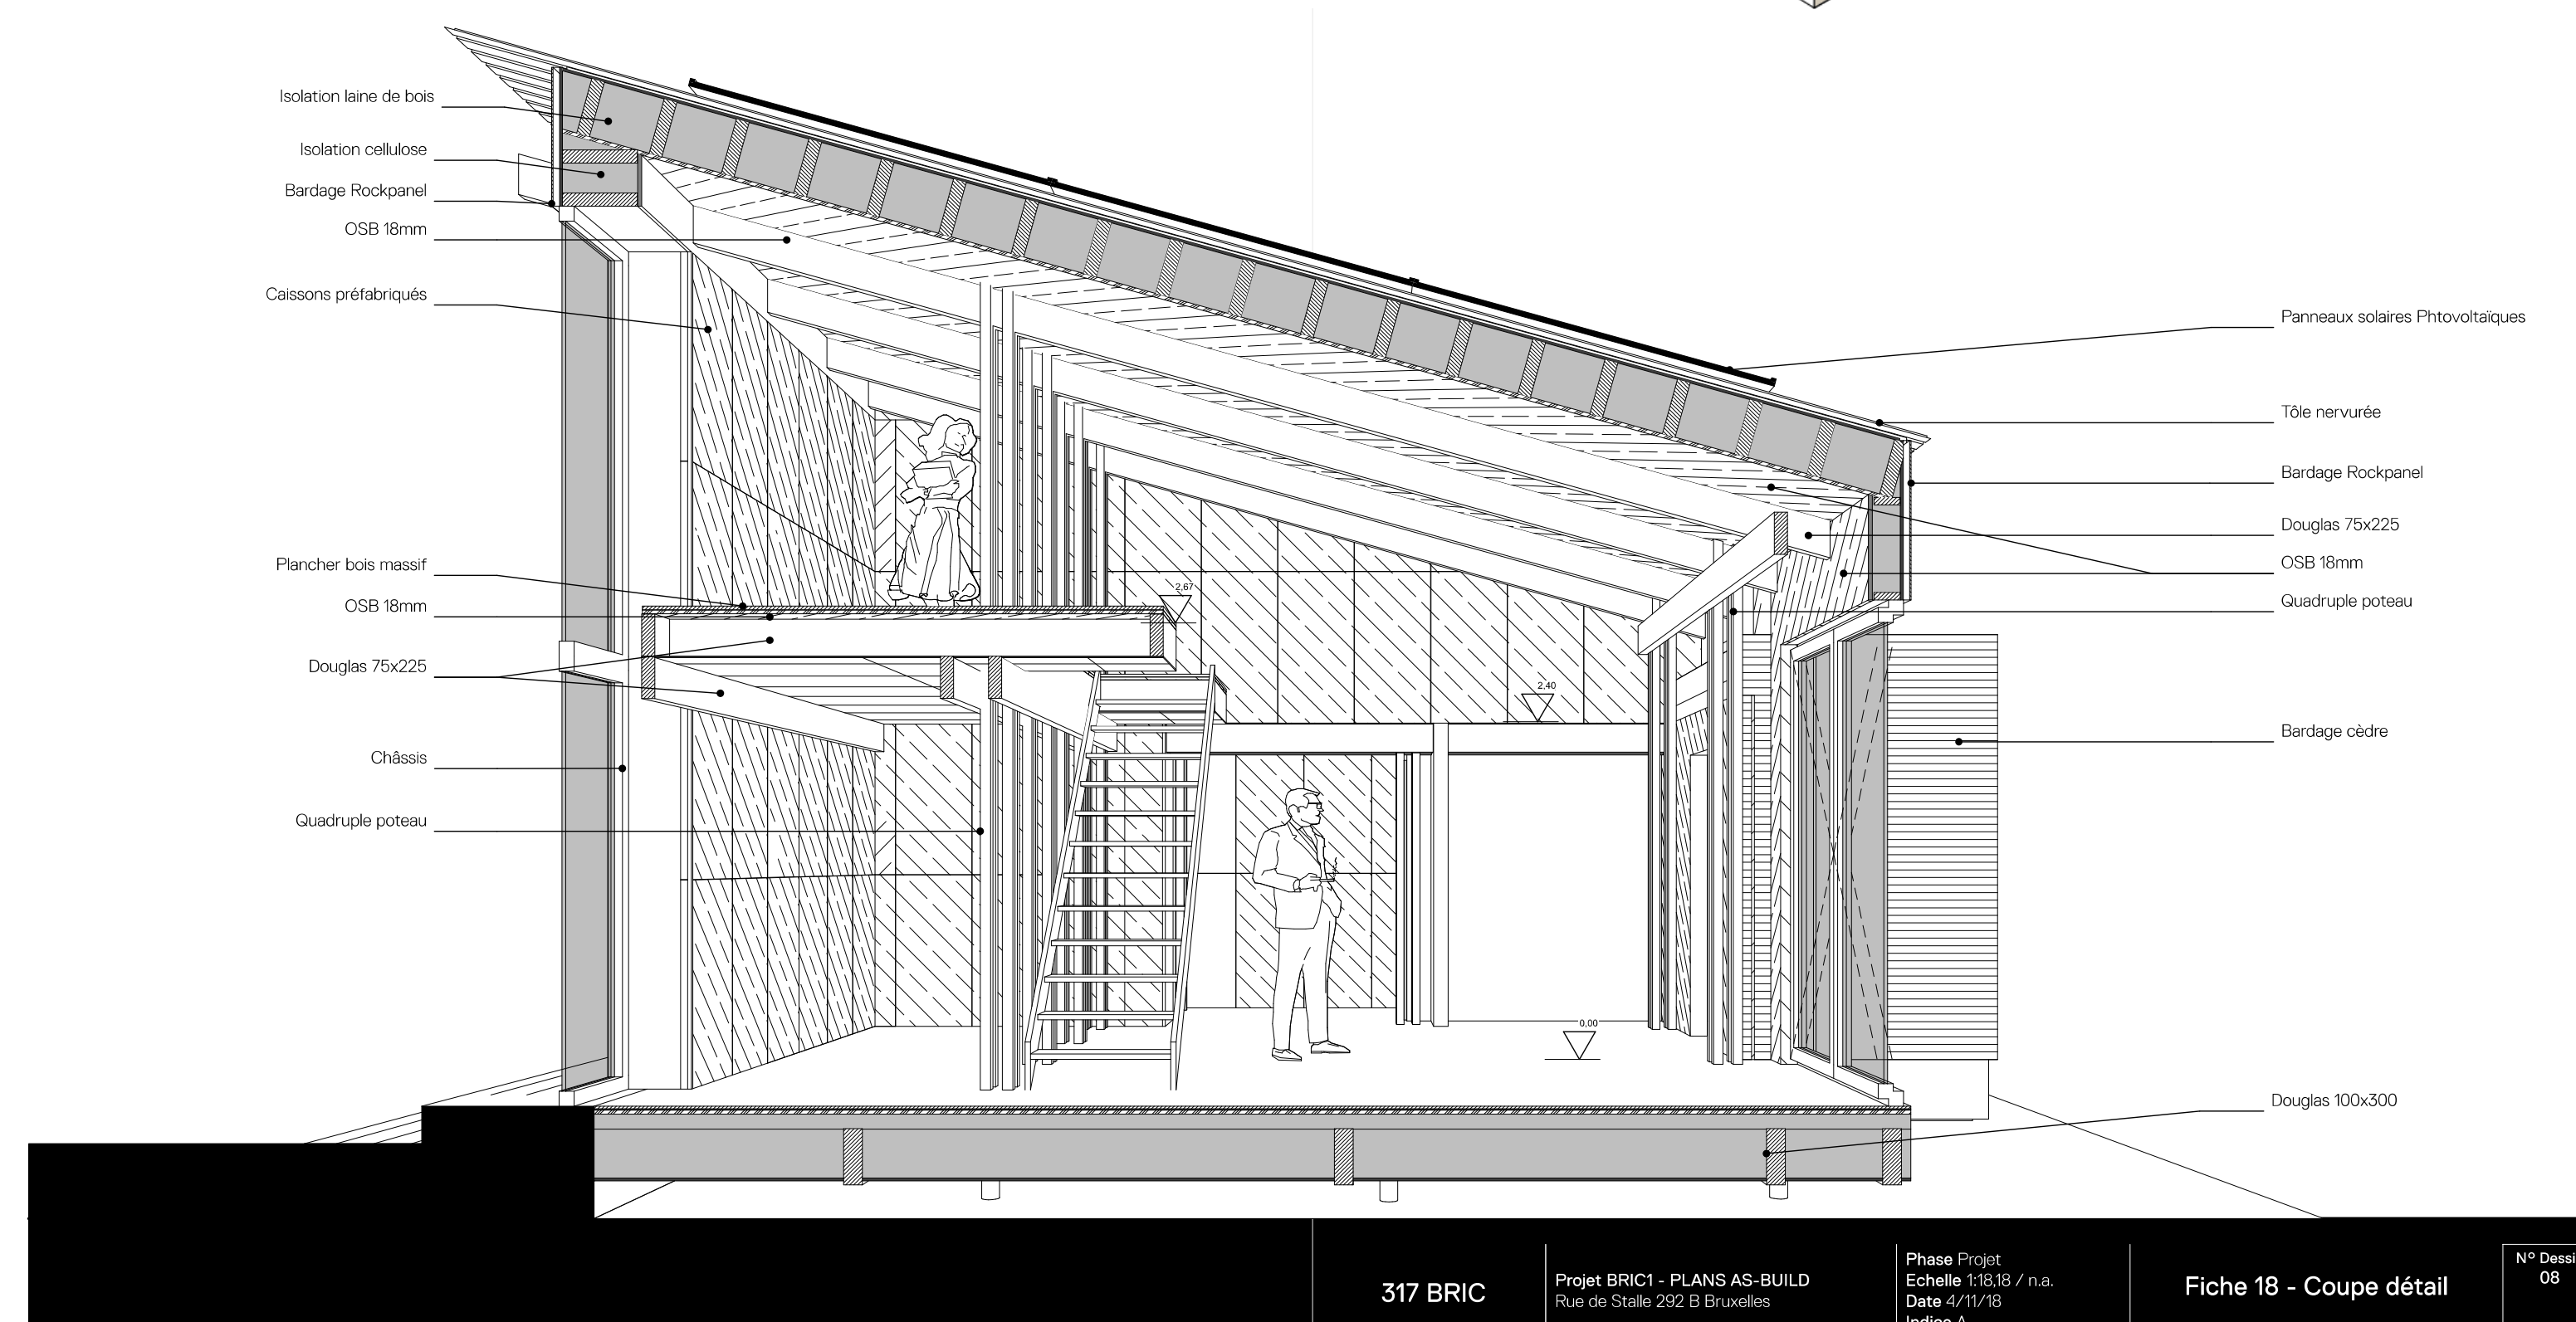 Isolation laine de bois
Isolation cellulose
Bardage Rockpanel
OSB 18mm
Caissons préfabriqués
Plancher bois massif
OSB 18mm
Douglas 75x225
Châssis
Quadruple poteau
2,67
2,40
0,00
Panneaux solaires Phtovoltaïques
Tôle nervurée
Bardage Rockpanel
Douglas 75x225
OSB 18mm
Quadruple poteau
Bardage cèdre
Douglas 100x300
317 BRIC
Projet BRIC1 - PLANS AS-BUILD
Rue de Stalle 292 B Bruxelles
Phase Projet
Echelle 1:18,18 / n.a.
Date 4/11/18
Indice A
Fiche 18 - Coupe détail
N° Dessi
08